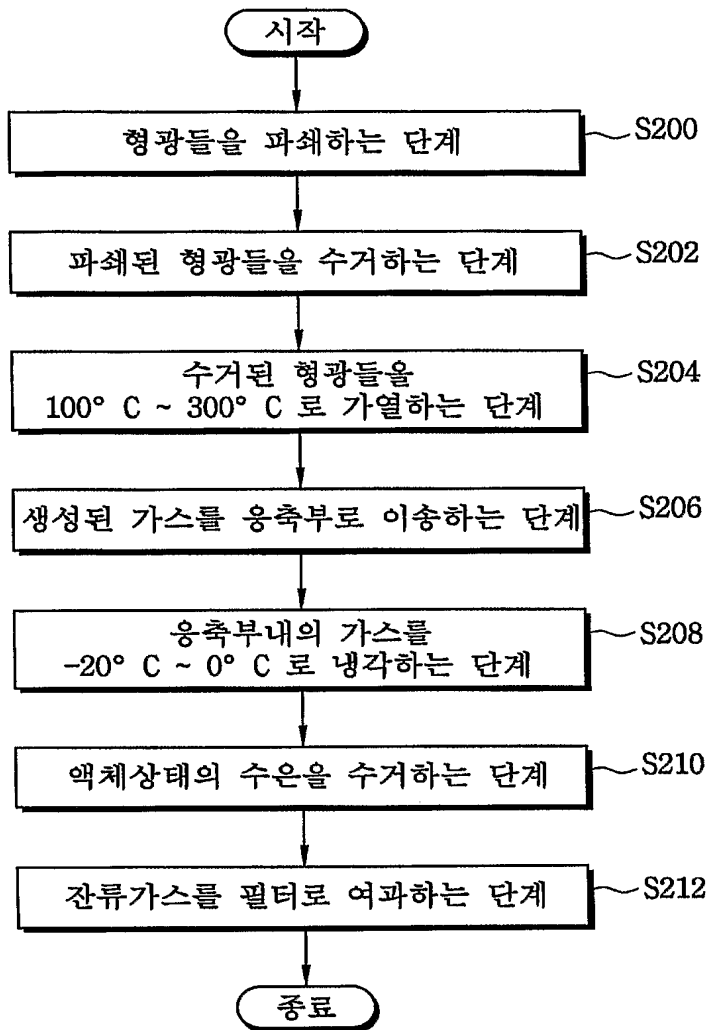 시작
형광들을 파쇄하는 단계
S200
파쇄된 형광들을 수거하는 단계
S202
수거된 형광들을
100° C ~ 300° C 로 가열하는 단계
S204
생성된 가스를 응축부로 이송하는 단계
S206
응축부내의 가스를
-20° C ~ 0° C 로 냉각하는 단계
S208
액체상태의 수은을 수거하는 단계
S210
잔류가스를 필터로 여과하는 단계
S212
종료